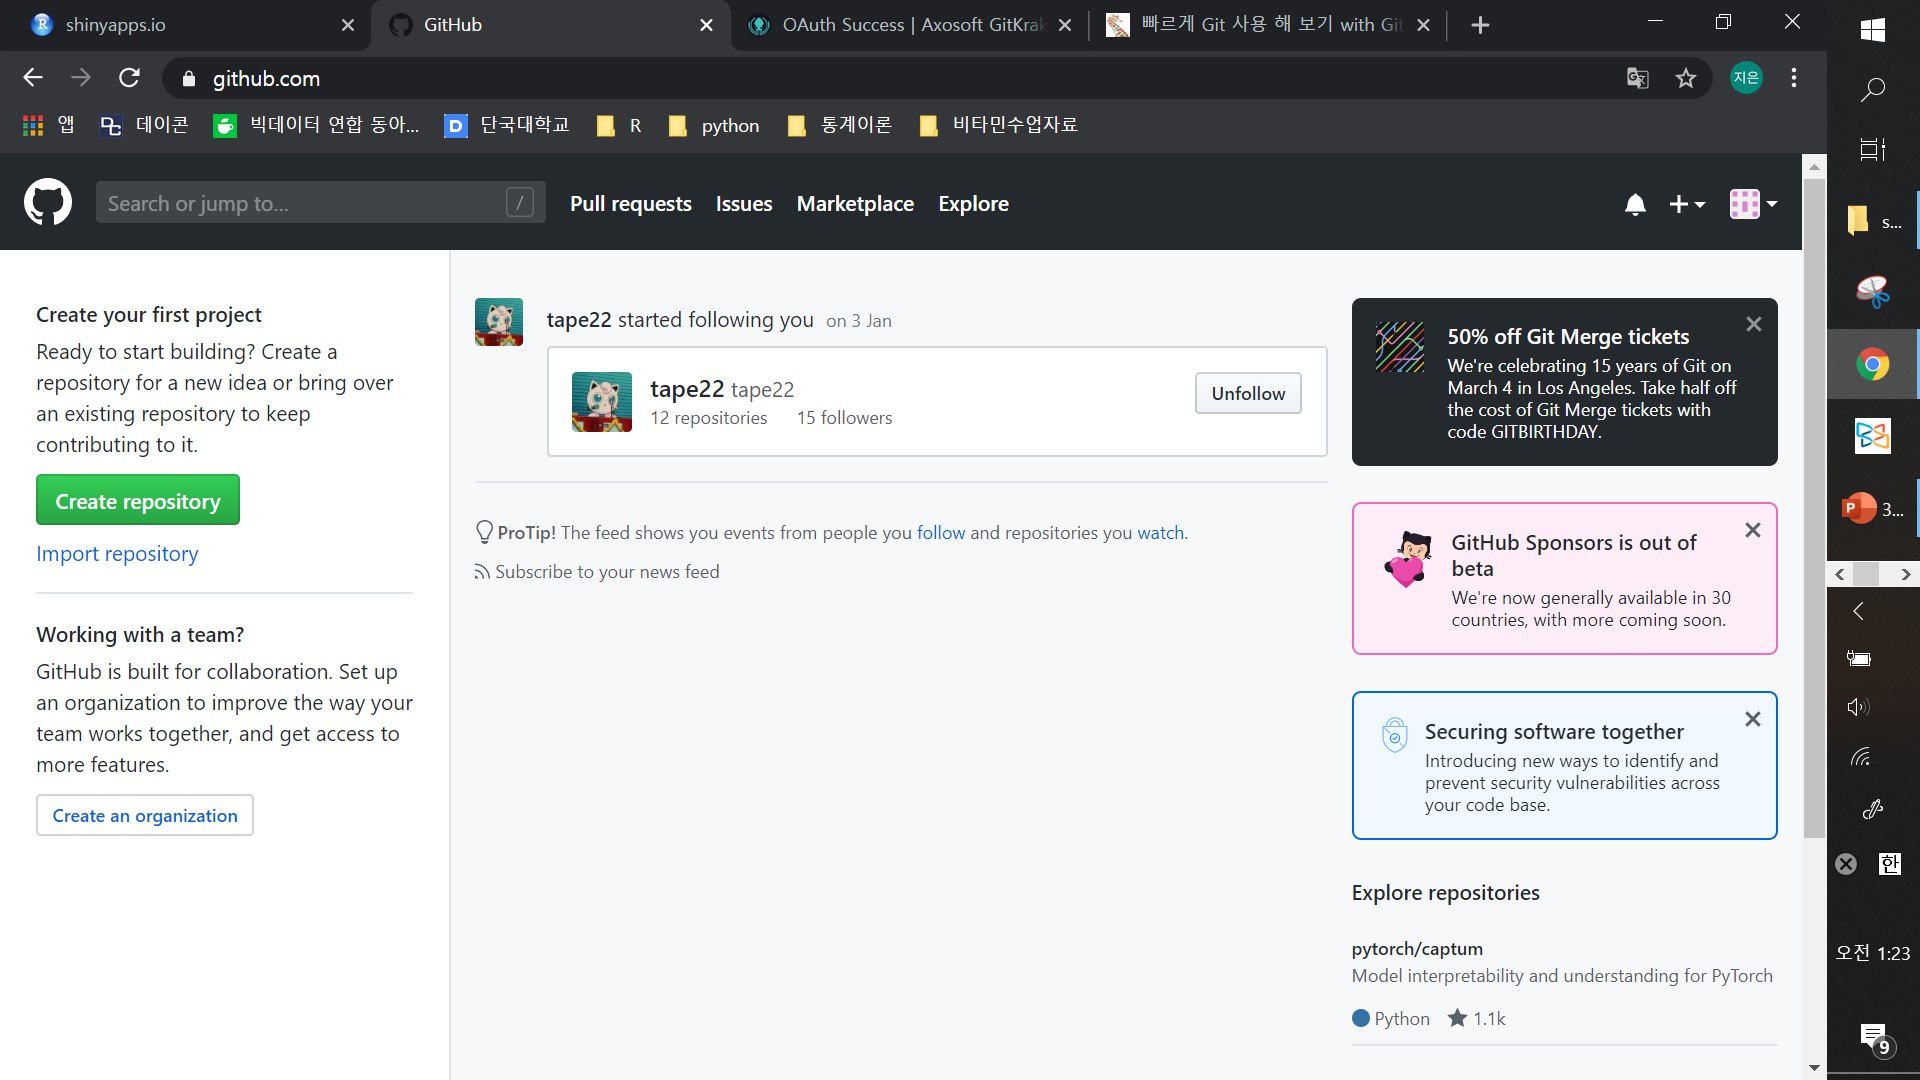 shinyapps.io
GitHub
OAuth Success | Axosoft GitKrak
빠르게 Git 사용 해 보기 with Git
github.com
지은
앱
데이콘
빅데이터 연합 동아...
단국대학교
R
python
통계이론
비타민수업자료
Search or jump to...
/
Pull requests
Issues
Marketplace
Explore
Create your first project
Ready to start building? Create a
repository for a new idea or bring over
an existing repository to keep
contributing to it.
Create repository
Import repository
Working with a team?
GitHub is built for collaboration. Set up
an organization to improve the way your
team works together, and get access to
more features.
Create an organization
tape22 started following you on 3 Jan
tape22 tape22
12 repositories 15 followers
Unfollow
ProTip! The feed shows you events from people you follow and repositories you watch.
Subscribe to your news feed
50% off Git Merge tickets
We're celebrating 15 years of Git on
March 4 in Los Angeles. Take half off
the cost of Git Merge tickets with
code GITBIRTHDAY.
GitHub Sponsors is out of
beta
We're now generally available in 30
countries, with more coming soon.
Securing software together
Introducing new ways to identify and
prevent security vulnerabilities across
your code base.
Explore repositories
pytorch/captum
Model interpretability and understanding for PyTorch
Python 1.1k
s...
3...
한
오전 1:23
9